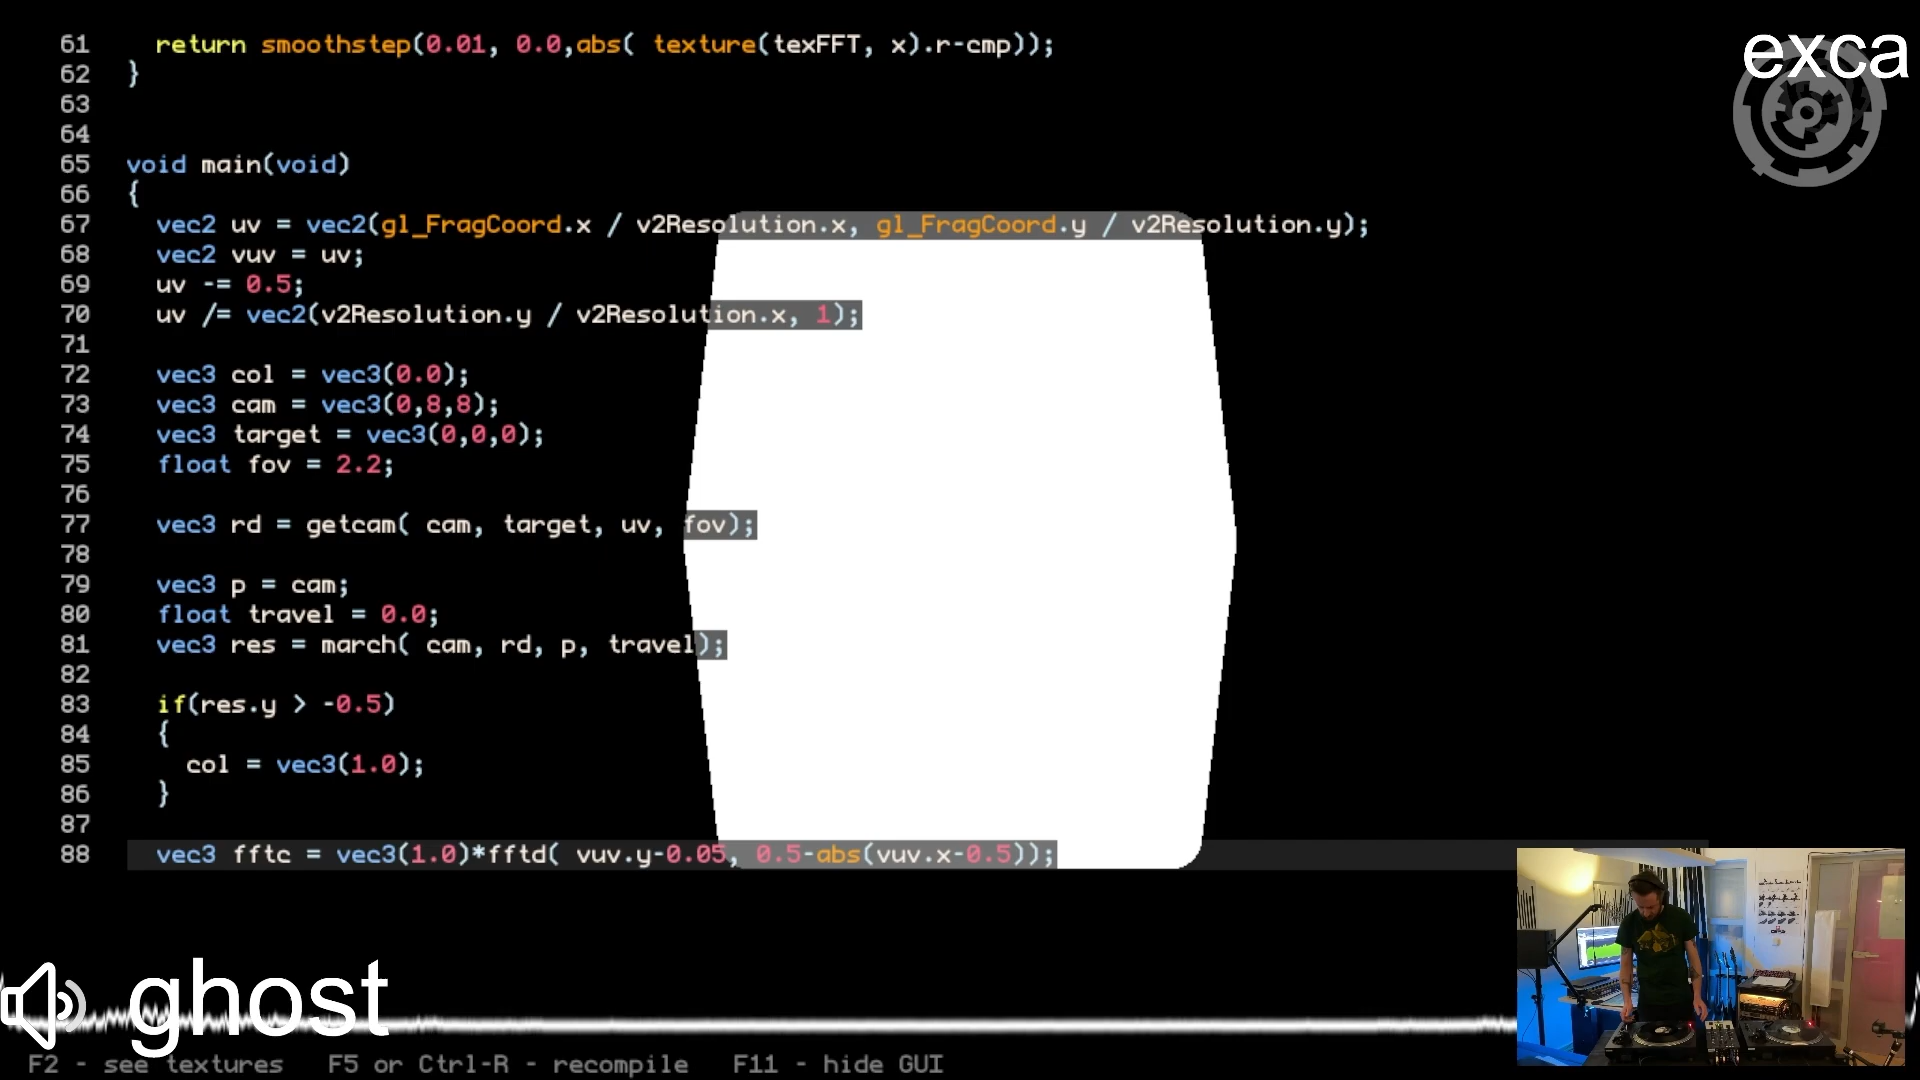 61 return smoothstep(0.01, 0.0,abs( texture(texFFT, x).r-cmp));
62 }
63
64
65 void main(void)
66 {
67 vec2 uv = vec2(gl_FragCoord.x / v2Resolution.x, gl_FragCoord.y / v2Resolution.y);
68 vec2 vuv = uv;
69 uv -= 0.5;
70 uv /= vec2(v2Resolution.y / v2Resolution.x, 1);
71
72 vec3 col = vec3(0.0);
73 vec3 cam = vec3(0,8,8);
74 vec3 target = vec3(0,0,0);
75 float fov = 2.2;
76
77 vec3 rd = getcam( cam, target, uv, fov);
78
79 vec3 p = cam;
80 float travel = 0.0;
81 vec3 res = march( cam, rd, p, travel);
82
83 if(res.y > -0.5)
84 {
85 col = vec3(1.0);
86 }
87
88 vec3 fftc = vec3(1.0)*fftd( vuv.y-0.05, 0.5-abs(vuv.x-0.5));
exca
ghost
F2 - see textures F5 or Ctrl-R - recompile F11 - hide GUI